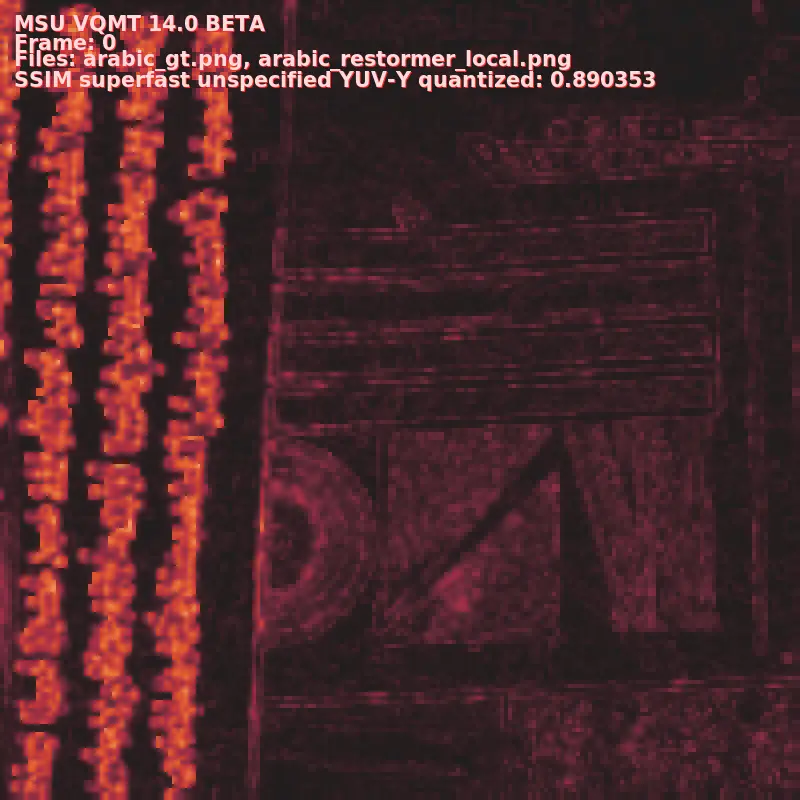 MSU VQMT 14.0 BETA
Frame: 0
Files: arabic_gt.png, arabic_restormer_local.png
SSIM superfast unspecified YUV-Y quantized: 0.890353